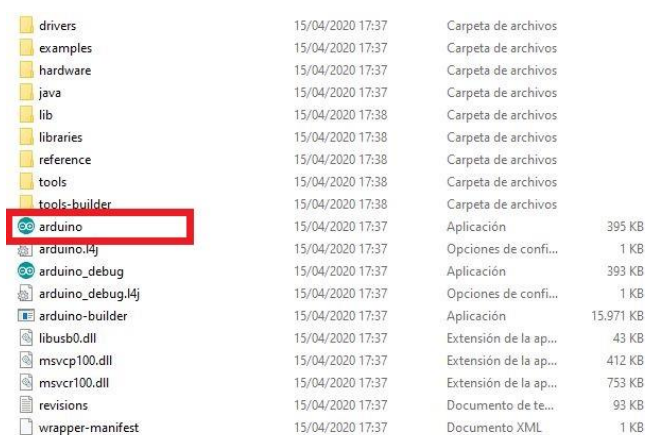 drivers 15/04/2020 17:37 Carpeta de archivos
examples 15/04/2020 17:37 Carpeta de archivos
hardware 15/04/2020 17:37 Carpeta de archivos
java 15/04/2020 17:37 Carpeta de archivos
lib 15/04/2020 17:38 Carpeta de archivos
libraries 15/04/2020 17:38 Carpeta de archivos
reference 15/04/2020 17:38 Carpeta de archivos
tools 15/04/2020 17:38 Carpeta de archivos
tools-builder 15/04/2020 17:38 Carpeta de archivos
arduino 15/04/2020 17:37 Aplicación 395 KB
arduino.l4j 15/04/2020 17:37 Opciones de confi... 1 KB
arduino_debug 15/04/2020 17:37 Aplicación 393 KB
arduino_debug.l4j 15/04/2020 17:37 Opciones de confi... 1 KB
arduino-builder 15/04/2020 17:37 Aplicación 15.971 KB
libusb0.dll 15/04/2020 17:37 Extensión de la ap... 43 KB
msvcp100.dll 15/04/2020 17:37 Extensión de la ap... 412 KB
msvcr100.dll 15/04/2020 17:37 Extensión de la ap... 753 KB
revisions 15/04/2020 17:37 Documento de te... 93 KB
wrapper-manifest 15/04/2020 17:37 Documento XML 1 KB